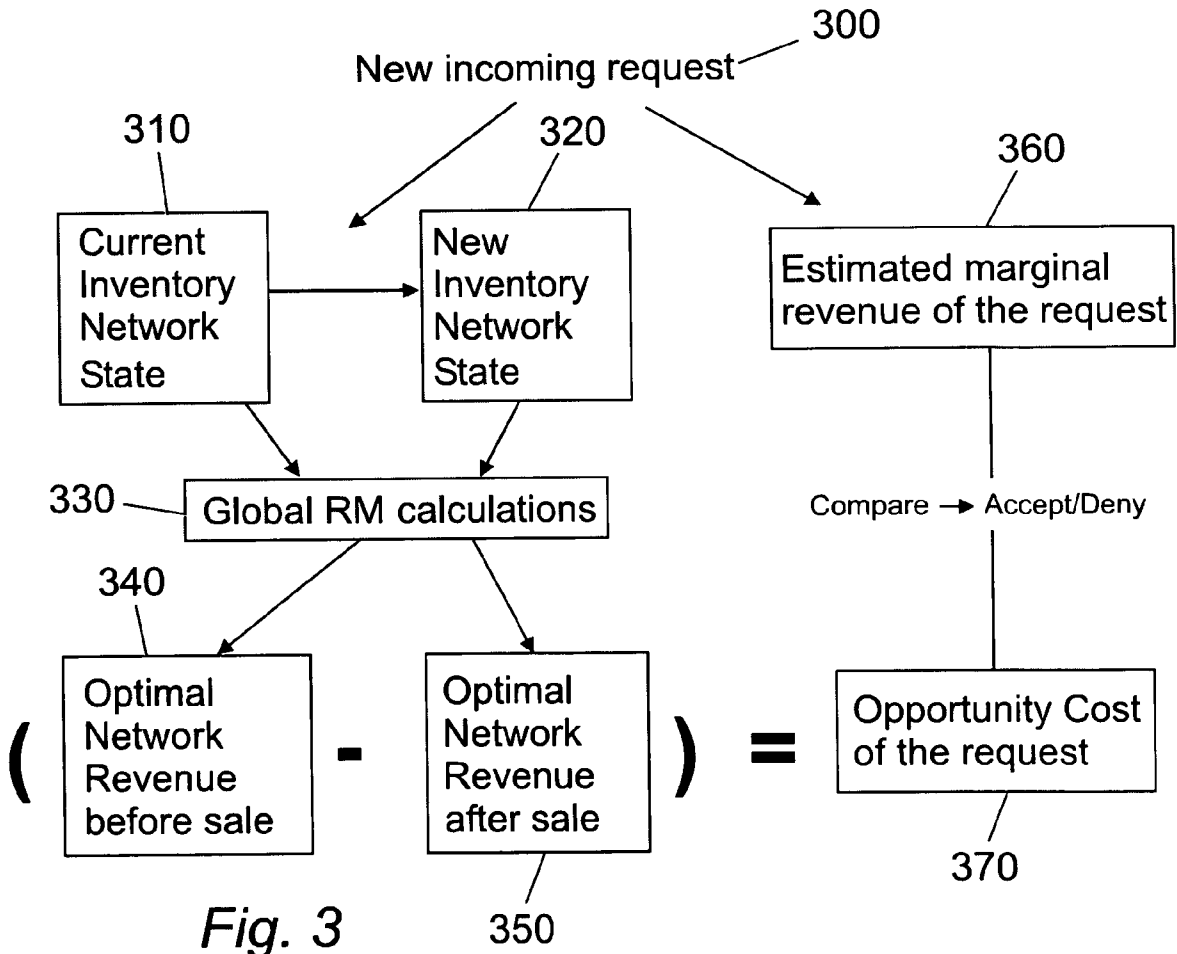 300
New incoming request
310
320
360
Current
Inventory
Network
State
New
Inventory
Network
State
Estimated marginal
revenue of the request
330
Global RM calculations
Compare → Accept/Deny
340
Optimal
Network
Revenue
before sale
Optimal
Network
Revenue
after sale
Opportunity Cost
of the request
( - ) =
370
350
Fig. 3